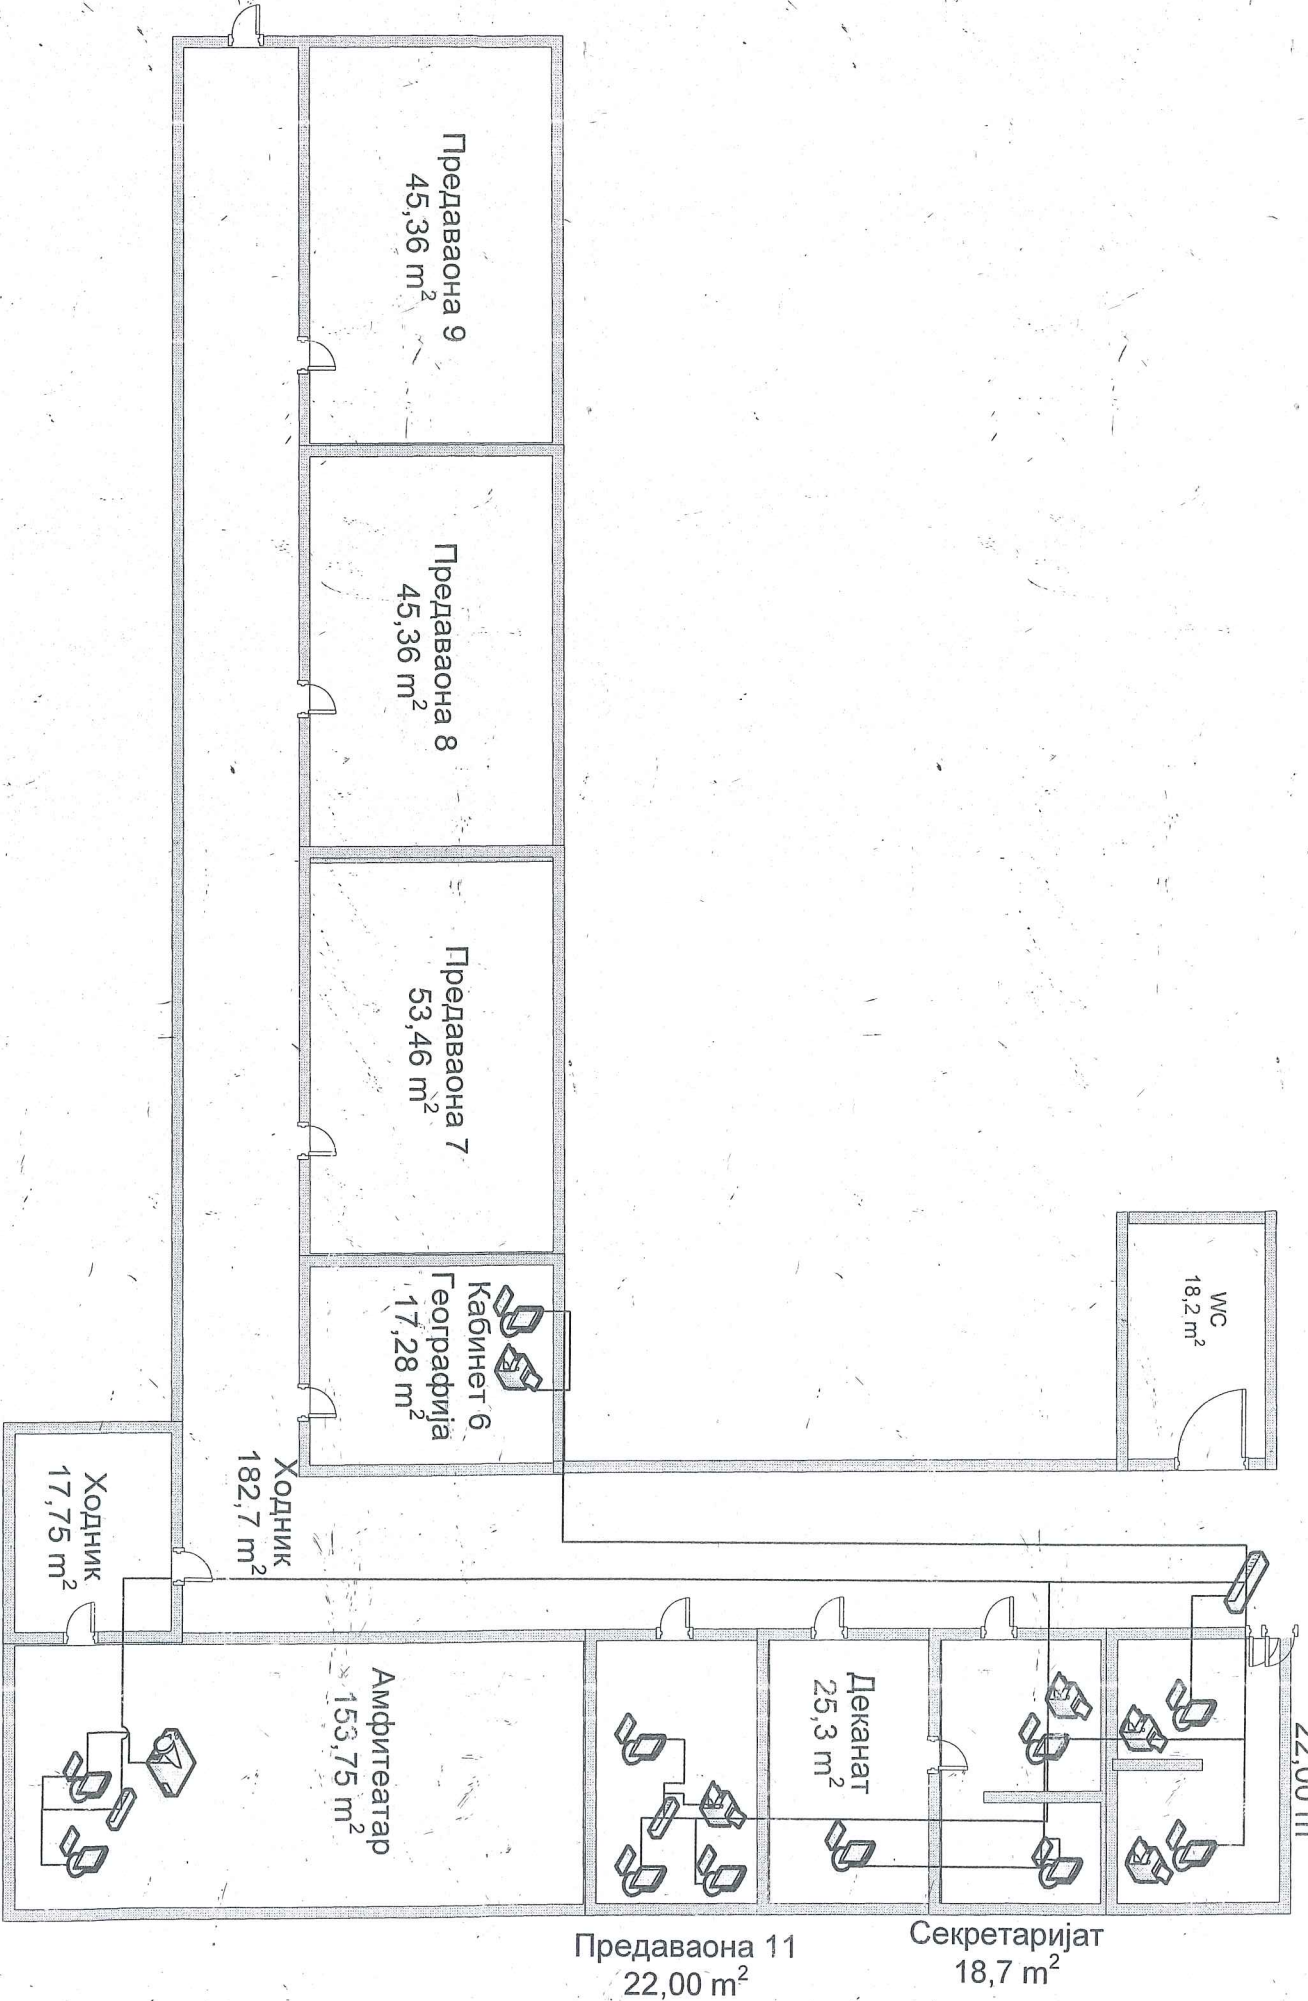 Предаваона 9
45,36 m²
Предаваона 8
45,36 m²
Предаваона 7
53,46 m²
Кабинет 6
Географија
17,28 m²
WC
18,2 m²
Ходник
182,7 m²
Ходник
17,75 m²
Амфитеатар
153,75 m²
Деканат
25,3 m²
Предаваона 11
22,00 m²
Секретаријат
18,7 m²